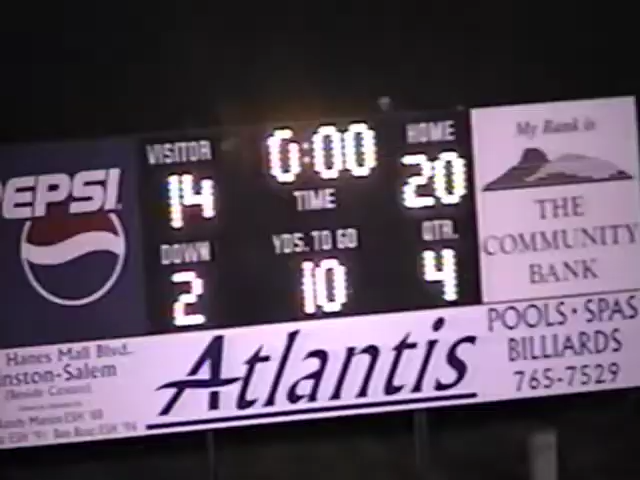 PEPSI
VISITOR
14
0:00
TIME
HOME
20
DOWN
2
YDS. TO GO
10
QTR.
4
My Bank is
THE
COMMUNITY
BANK
Hanes Mall Blvd.
Winston-Salem
Atlantis
POOLS • SPAS
BILLIARDS
765-7529